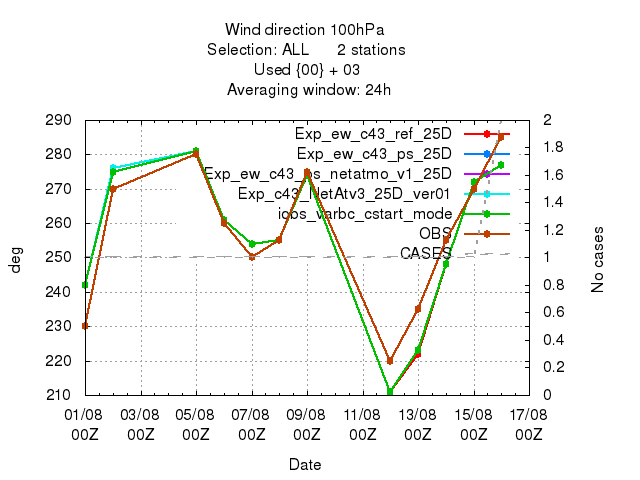 Wind direction 100hPa
Selection: ALL 2 stations
Used {00} + 03
Averaging window: 24h
290 2
280 1.8
270 1.6
260 1.4
250 1.2
240 1
230 0.8
220 0.6
210 0.4
0.2
0
Exp_ew_c43_ref_25D
Exp_ew_c43_ps_25D
Exp_ew_c43_ps_netatmo_v1_25D
Exp_c43_NetAtv3_25D_ver01
iobs_varbc_cstart_mode
OBS
CASES
deg
No cases
01/08 03/08 05/08 07/08 09/08 11/08 13/08 15/08 17/08
00Z 00Z 00Z 00Z 00Z 00Z 00Z 00Z 00Z
Date